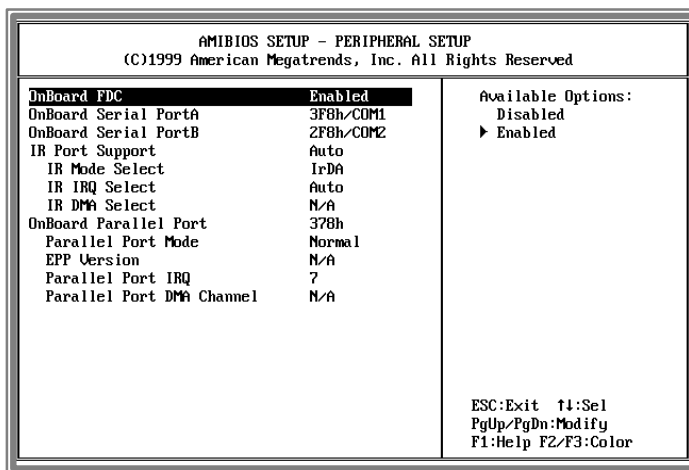 AMIBIOS SETUP - PERIPHERAL SETUP
(C)1999 American Megatrends, Inc. All Rights Reserved
OnBoard FDC Enabled
OnBoard Serial PortA 3F8h/COM1
OnBoard Serial PortB 2F8h/COM2
IR Port Support Auto
IR Mode Select IrDA
IR IRQ Select Auto
IR DMA Select N/A
OnBoard Parallel Port 378h
Parallel Port Mode Normal
EPP Version N/A
Parallel Port IRQ 7
Parallel Port DMA Channel N/A
Available Options:
Disabled
▶ Enabled
ESC:Exit ↑↓:Sel
PgUp/PgDn:Modify
F1:Help F2/F3:Color